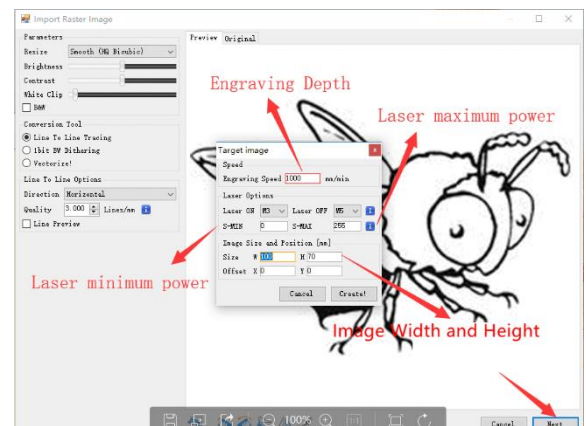 Import Raster Image
Parameters
Resize Smooth (HQ Bicubic)
Brightness
Contrast
White Clip
B&W
Conversion Tool
Line To Line Tracing
1bit BW Dithering
Vectorize!
Line To Line Options
Direction Horizontal
Quality 3.000 Lines/mm
Line Preview
Preview Original
Engraving Depth
Laser maximum power
Target image
Speed
Engraving Speed 1000 mm/min
Laser Options
Laser ON M3 Laser OFF M5
S-MIN 0 S-MAX 255
Image Size and Position [mm]
Size W 100 H 70
Offset X 0 Y 0
Cancel Create!
Laser minimum power
Image Width and Height
100%
Cancel Next